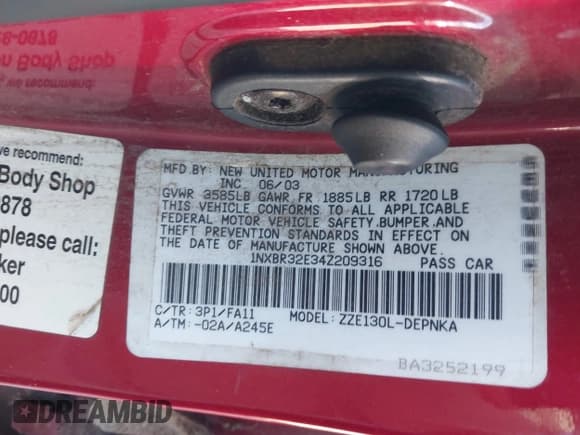 ve recommend:
Body Shop
878
please call:
ker
00
MFD.BY: NEW UNITED MOTOR MANUFACTURING
INC 06/03
GVWR 3585LB GAWR FR 1885LB RR 1720LB
THIS VEHICLE CONFORMS TO ALL APPLICABLE
FEDERAL MOTOR VEHICLE SAFETY,BUMPER,AND
THEFT PREVENTION STANDARDS IN EFFECT ON
THE DATE OF MANUFACTURE SHOWN ABOVE.
1NXBR32E34Z209316 PASS CAR
C/TR: 3P1/FA11 MODEL: ZZE130L-DEPNKA
A/TM: -02A/A245E
BA3252199
DREAMBID